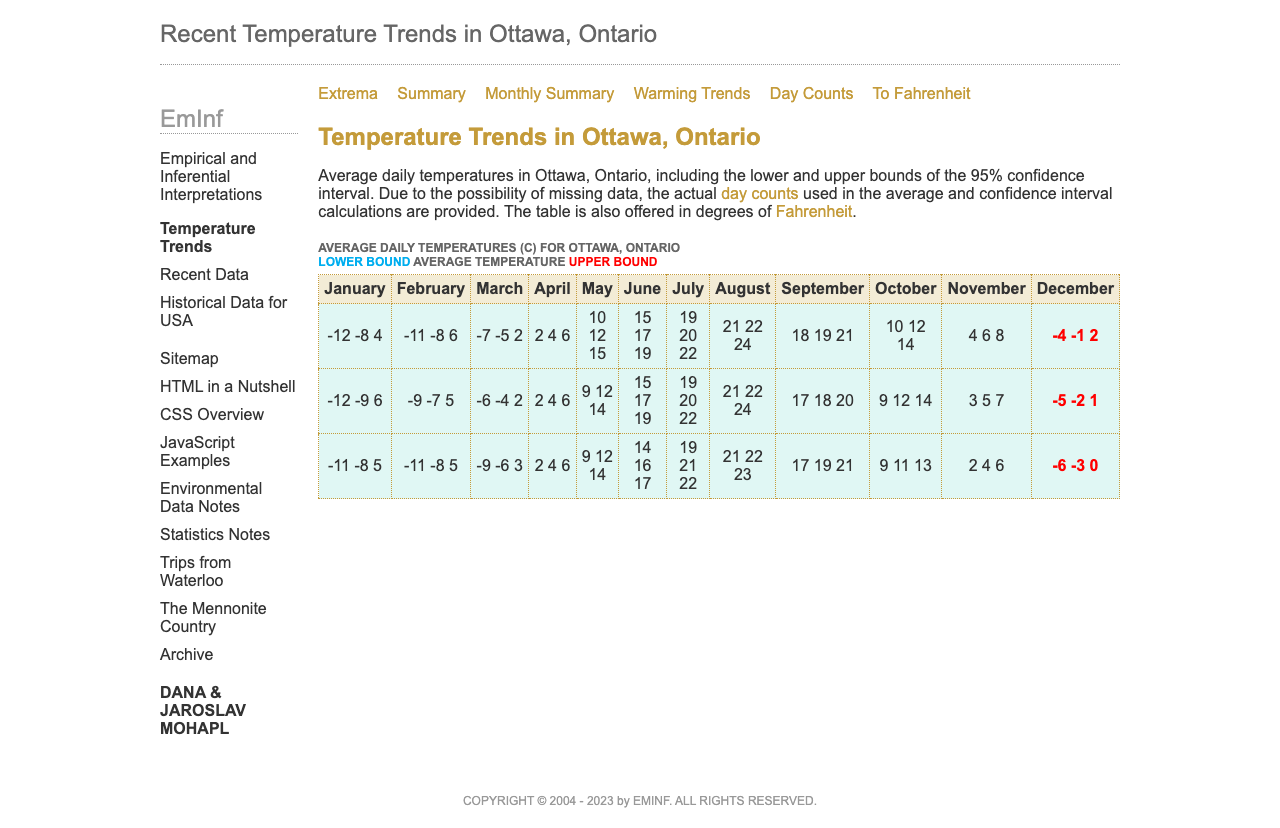 Recent Temperature Trends in Ottawa, Ontario
EmInf
Empirical and
Inferential
Interpretations
Temperature
Trends
Recent Data
Historical Data for
USA
Sitemap
HTML in a Nutshell
CSS Overview
JavaScript
Examples
Environmental
Data Notes
Statistics Notes
Trips from
Waterloo
The Mennonite
Country
Archive
DANA &
JAROSLAV
MOHAPL
Extrema Summary Monthly Summary Warming Trends Day Counts To Fahrenheit
Temperature Trends in Ottawa, Ontario
Average daily temperatures in Ottawa, Ontario, including the lower and upper bounds of the 95% confidence
interval. Due to the possibility of missing data, the actual day counts used in the average and confidence interval
calculations are provided. The table is also offered in degrees of Fahrenheit.
AVERAGE DAILY TEMPERATURES (C) FOR OTTAWA, ONTARIO
LOWER BOUND AVERAGE TEMPERATURE UPPER BOUND
January February March April May June July August September October November December
-12 -8 4 -11 -8 6 -7 -5 2 2 4 6 10 12 15 15 17 19 19 20 22 21 22 24 18 19 21 10 12 14 4 6 8 -4 -1 2
-12 -9 6 -9 -7 5 -6 -4 2 2 4 6 9 12 14 15 17 19 19 20 22 21 22 24 17 18 20 9 12 14 3 5 7 -5 -2 1
-11 -8 5 -11 -8 5 -9 -6 3 2 4 6 9 12 14 14 16 17 19 21 22 21 22 23 17 19 21 9 11 13 2 4 6 -6 -3 0
COPYRIGHT © 2004 - 2023 by EMINF. ALL RIGHTS RESERVED.